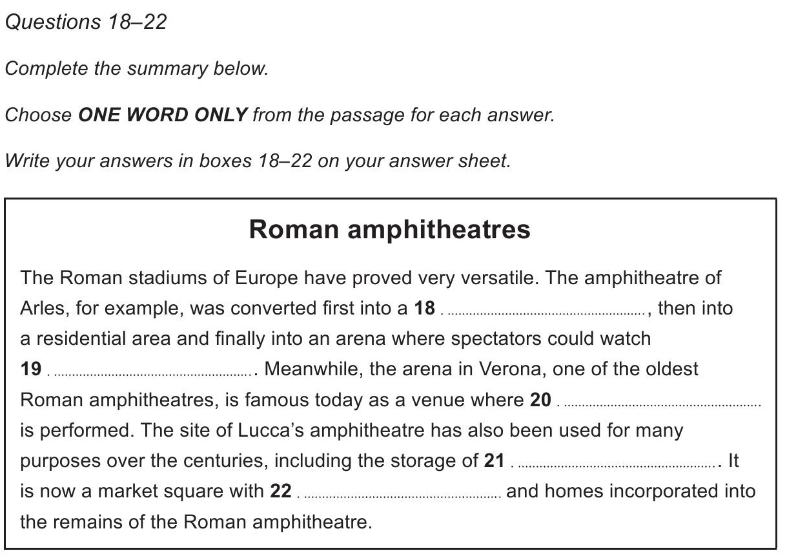 Questions 18–22
Complete the summary below.
Choose ONE WORD ONLY from the passage for each answer.
Write your answers in boxes 18–22 on your answer sheet.
Roman amphitheatres
The Roman stadiums of Europe have proved very versatile. The amphitheatre of
Arles, for example, was converted first into a 18 ........................................ , then into
a residential area and finally into an arena where spectators could watch
19 ........................................ . Meanwhile, the arena in Verona, one of the oldest
Roman amphitheatres, is famous today as a venue where 20 ........................................
is performed. The site of Lucca’s amphitheatre has also been used for many
purposes over the centuries, including the storage of 21 ........................................ . It
is now a market square with 22 ........................................ and homes incorporated into
the remains of the Roman amphitheatre.